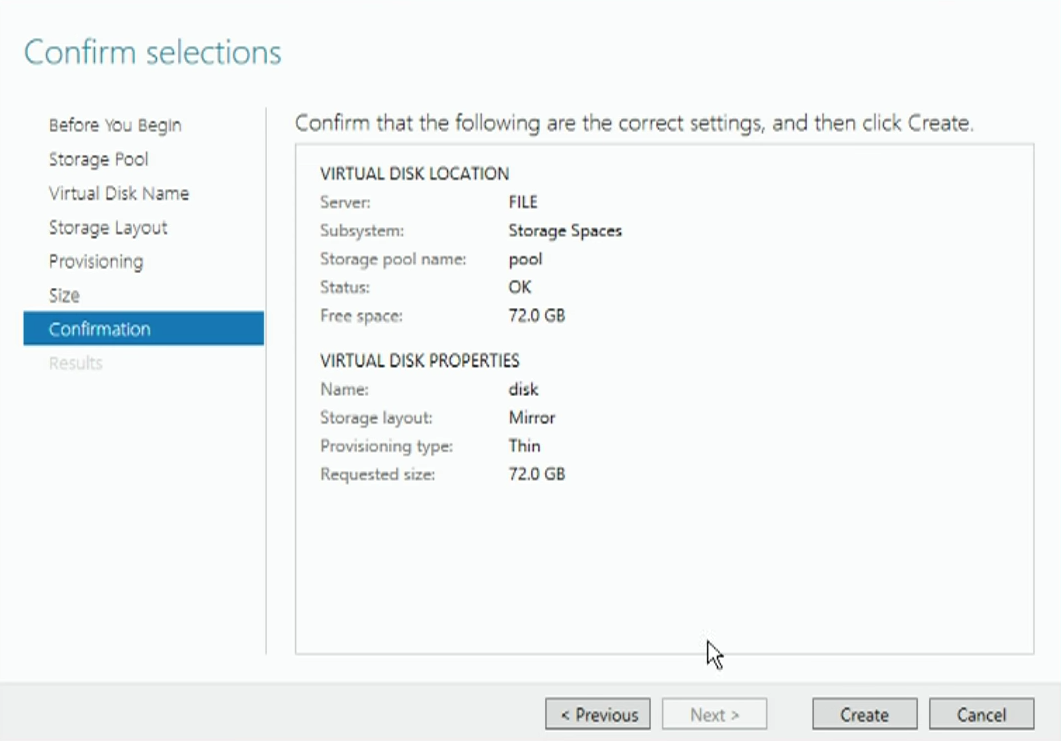 Confirm selections
Before You Begin
Storage Pool
Virtual Disk Name
Storage Layout
Provisioning
Size
Confirmation
Results
Confirm that the following are the correct settings, and then click Create.
VIRTUAL DISK LOCATION
Server: FILE
Subsystem: Storage Spaces
Storage pool name: pool
Status: OK
Free space: 72.0 GB
VIRTUAL DISK PROPERTIES
Name: disk
Storage layout: Mirror
Provisioning type: Thin
Requested size: 72.0 GB
< Previous Next > Create Cancel